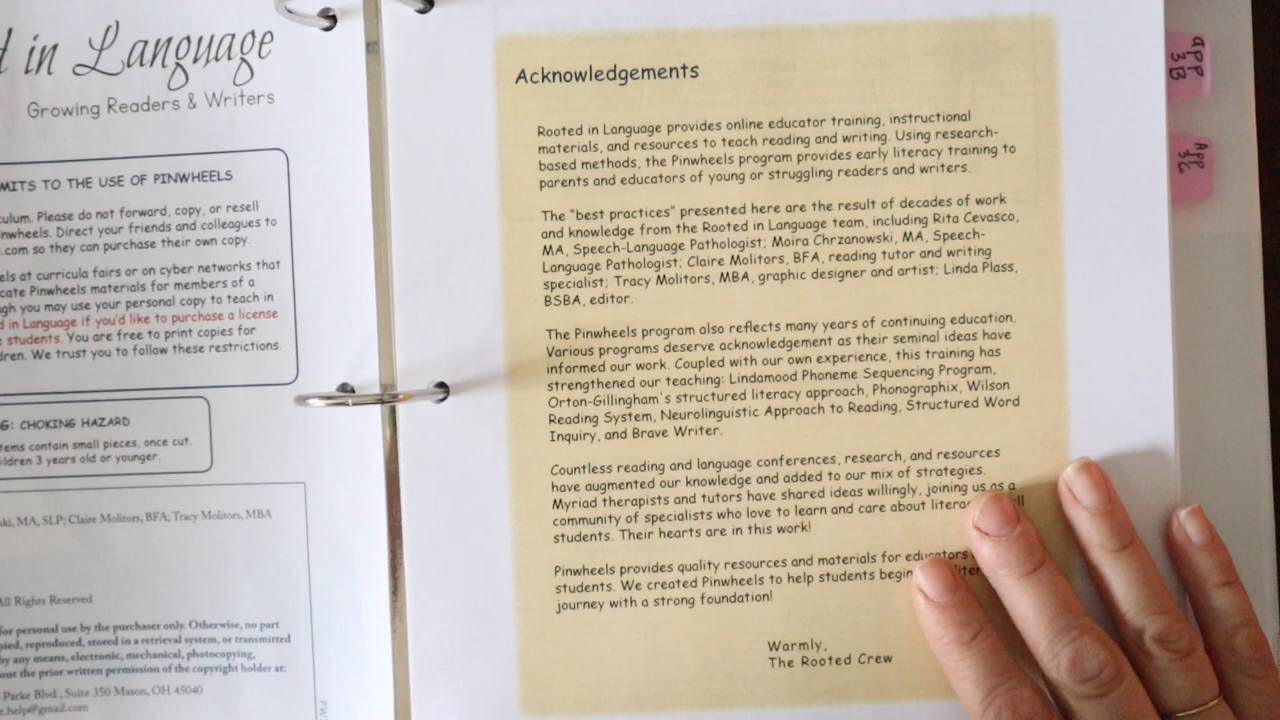 in Language
Growing Readers & Writers
MITS TO THE USE OF PINWHEELS
Please do not forward, copy, or resell
Direct your friends and colleagues to
.com so they can purchase their own copy.
at curricula fairs or on cyber networks that
Pinwheels materials for members of a
you may use your personal copy to teach in
in Language if you'd like to purchase a license
students. You are free to print copies for
We trust you to follow these restrictions.
CHOKING HAZARD
contain small pieces, once cut.
3 years old or younger.
MA, SLP; Claire Molitors, BFA; Tracy Molitors, MBA
All Rights Reserved
for personal use by the purchaser only. Otherwise, no part
reproduced, stored in a retrieval system, or transmitted
by any means, electronic, mechanical, photocopying,
the prior written permission of the copyright holder at:
Parke Blvd., Suite 350 Mason, OH 45040
.help@gmail.com
PW
Acknowledgements
Rooted in Language provides online educator training, instructional
materials, and resources to teach reading and writing. Using research-
based methods, the Pinwheels program provides early literacy training to
parents and educators of young or struggling readers and writers.
The "best practices" presented here are the result of decades of work
and knowledge from the Rooted in Language team, including Rita Cevasco,
MA, Speech-Language Pathologist; Moira Chrzanowski, MA, Speech-
Language Pathologist; Claire Molitors, BFA, reading tutor and writing
specialist; Tracy Molitors, MBA, graphic designer and artist; Linda Plass,
BSBA, editor.
The Pinwheels program also reflects many years of continuing education.
Various programs deserve acknowledgement as their seminal ideas have
informed our work. Coupled with our own experience, this training has
strengthened our teaching: Lindamood Phoneme Sequencing Program,
Orton-Gillingham's structured literacy approach, Phonographix, Wilson
Reading System, Neurolinguistic Approach to Reading, Structured Word
Inquiry, and Brave Writer.
Countless reading and language conferences, research, and resources
have augmented our knowledge and added to our mix of strategies.
Myriad therapists and tutors have shared ideas willingly, joining us as a
community of specialists who love to learn and care about
students. Their hearts are in this work!
Pinwheels provides quality resources and materials for educators
students. We created Pinwheels to help students begin
journey with a strong foundation!
Warmly,
The Rooted Crew
APP
3B
APP
3C